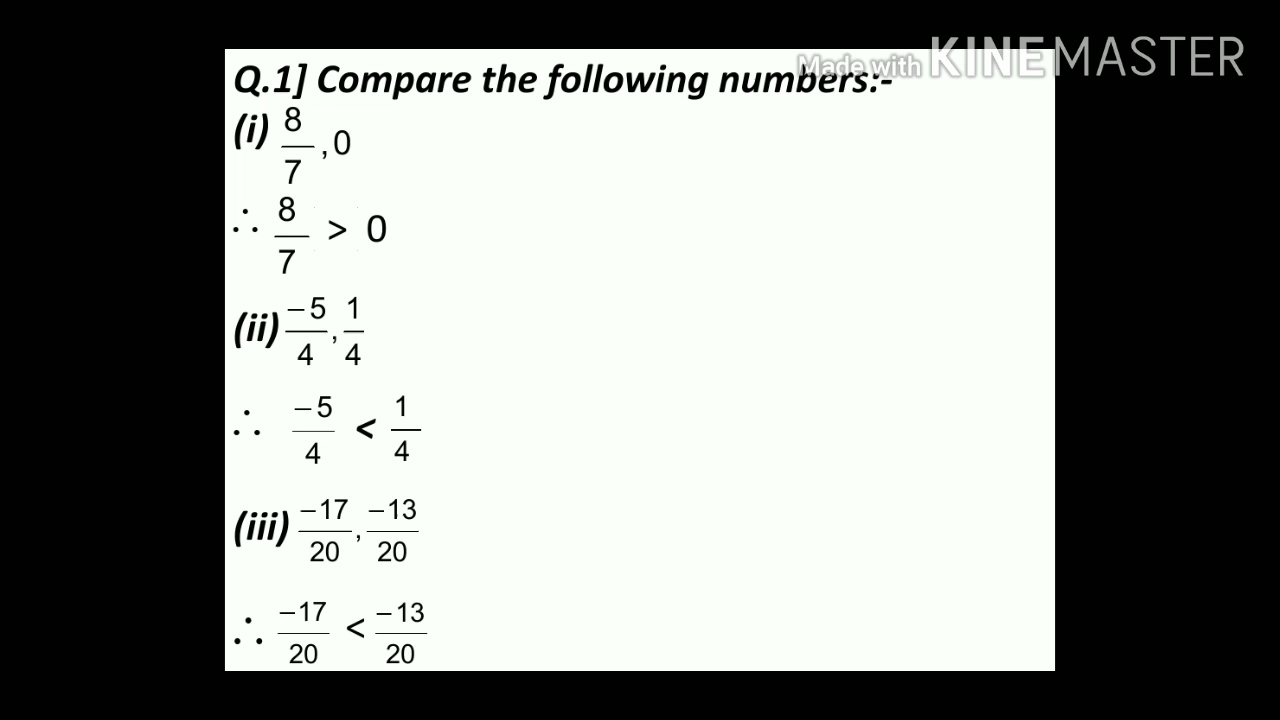 Made with KINEMASTER
Q.1] Compare the following numbers:-
(i) 8/7 , 0
∴ 8/7 > 0
(ii) −5/4 , 1/4
∴ −5/4 < 1/4
(iii) −17/20 , −13/20
∴ −17/20 < −13/20